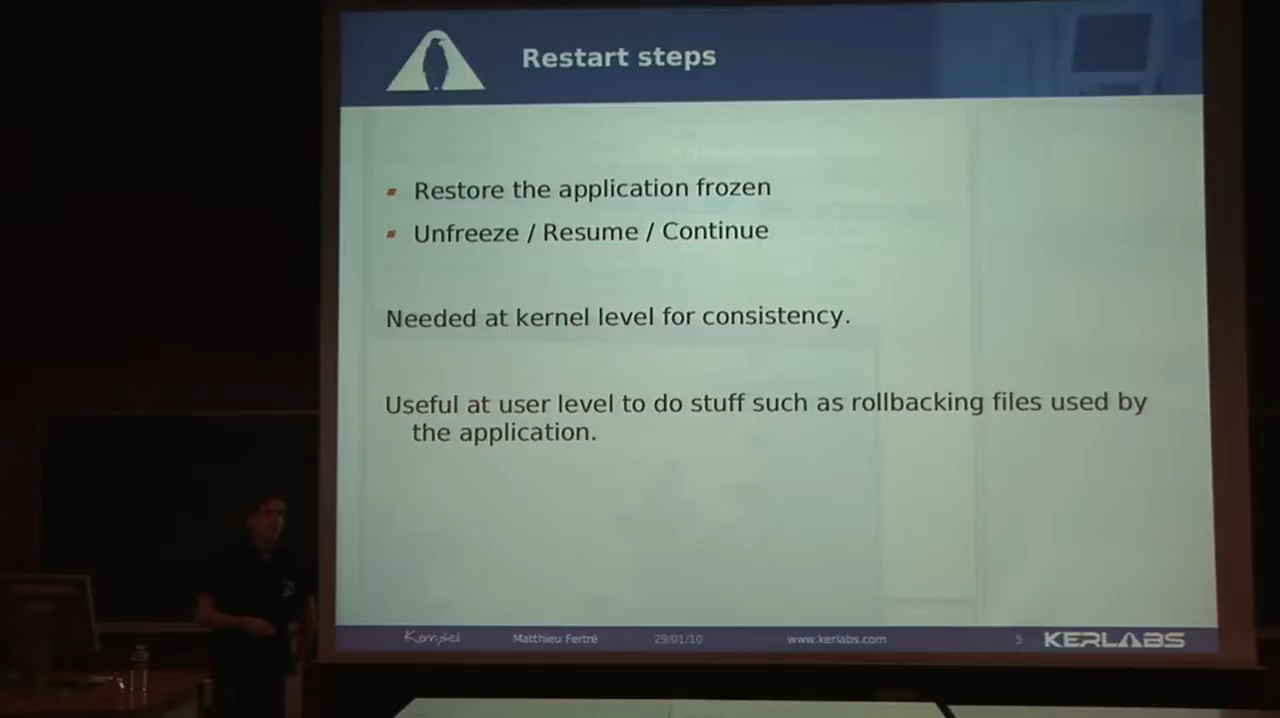 Restart steps
Restore the application frozen
Unfreeze / Resume / Continue
Needed at kernel level for consistency.
Useful at user level to do stuff such as rollbacking files used by
the application.
Kerrighed Matthieu Fertré 29/01/10 www.kerlabs.com 5 KERLABS